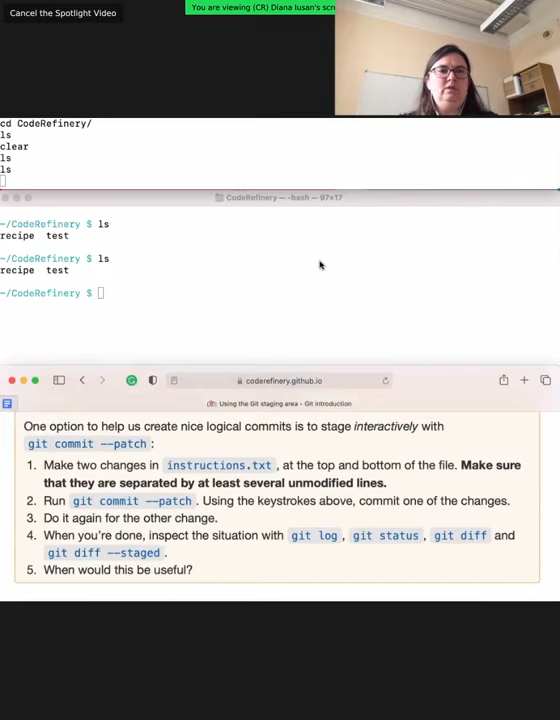 Cancel the Spotlight Video
You are viewing (CR) Diana Iusan's scre
cd CodeRefinery/
ls
clear
ls
ls
CodeRefinery — -bash — 97×17
~/CodeRefinery $ ls
recipe test
~/CodeRefinery $ ls
recipe test
~/CodeRefinery $
coderefinery.github.io
Using the Git staging area - Git introduction
One option to help us create nice logical commits is to stage interactively with
git commit --patch:
1. Make two changes in instructions.txt, at the top and bottom of the file. Make sure
that they are separated by at least several unmodified lines.
2. Run git commit --patch. Using the keystrokes above, commit one of the changes.
3. Do it again for the other change.
4. When you're done, inspect the situation with git log, git status, git diff and
git diff --staged.
5. When would this be useful?